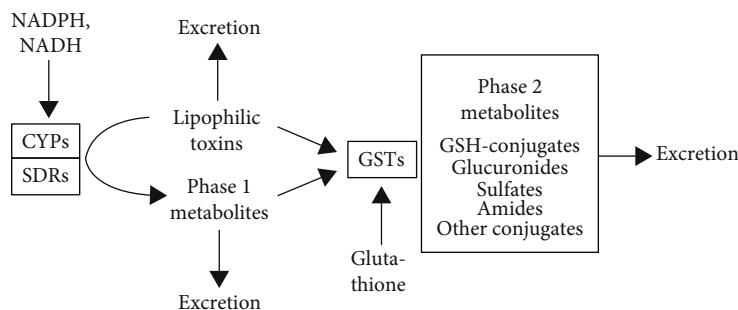 NADPH,
NADH
CYPs
SDRs
Excretion
Lipophilic
toxins
Phase 1
metabolites
Excretion
GSTs
Gluta-
thione
Phase 2
metabolites
GSH-conjugates
Glucuronides
Sulfates
Amides
Other conjugates
Excretion